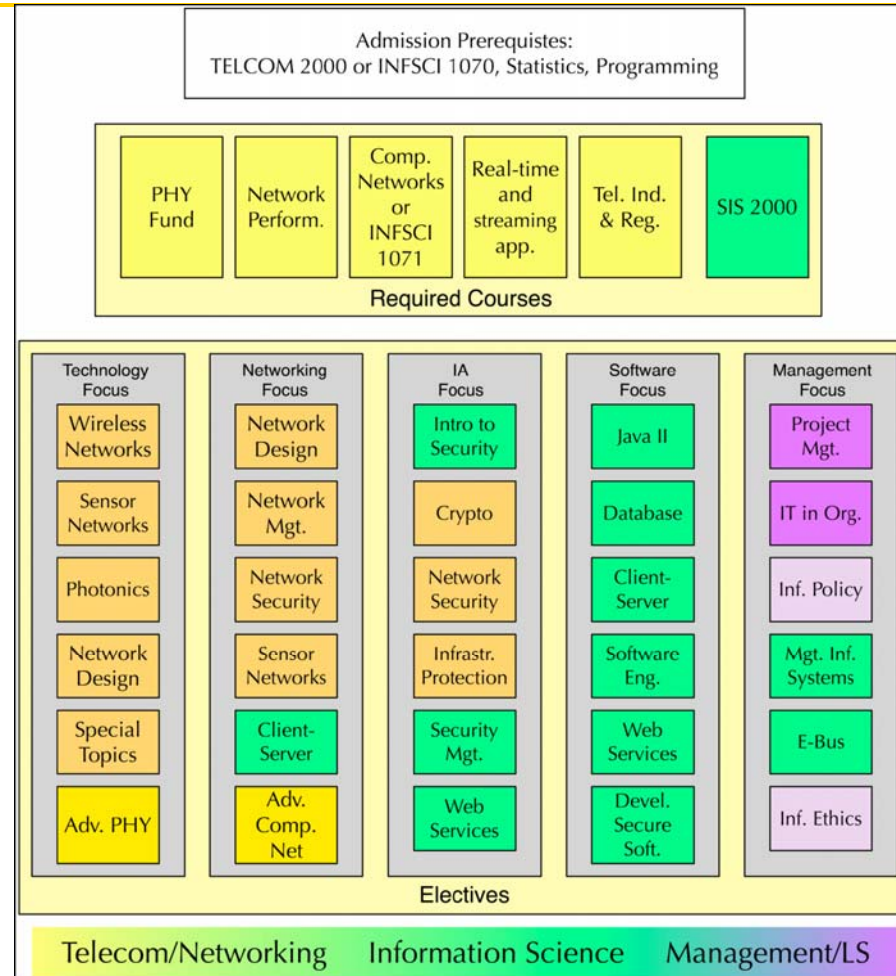 Admission Prerequistes:
TELCOM 2000 or INFSCI 1070, Statistics, Programming
PHY
Fund
Network
Perform.
Comp.
Networks
or
INFSCI
1071
Real-time
and
streaming
app.
Tel. Ind.
& Reg.
SIS 2000
Required Courses
Technology
Focus
Wireless
Networks
Sensor
Networks
Photonics
Network
Design
Special
Topics
Adv. PHY
Networking
Focus
Network
Design
Network
Mgt.
Network
Security
Sensor
Networks
Client-
Server
Adv.
Comp.
Net
IA
Focus
Intro to
Security
Crypto
Network
Security
Infrastr.
Protection
Security
Mgt.
Web
Services
Software
Focus
Java II
Database
Client-
Server
Software
Eng.
Web
Services
Devel.
Secure
Soft.
Management
Focus
Project
Mgt.
IT in Org.
Inf. Policy
Mgt. Inf.
Systems
E-Bus
Inf. Ethics
Electives
Telecom/Networking Information Science Management/LS